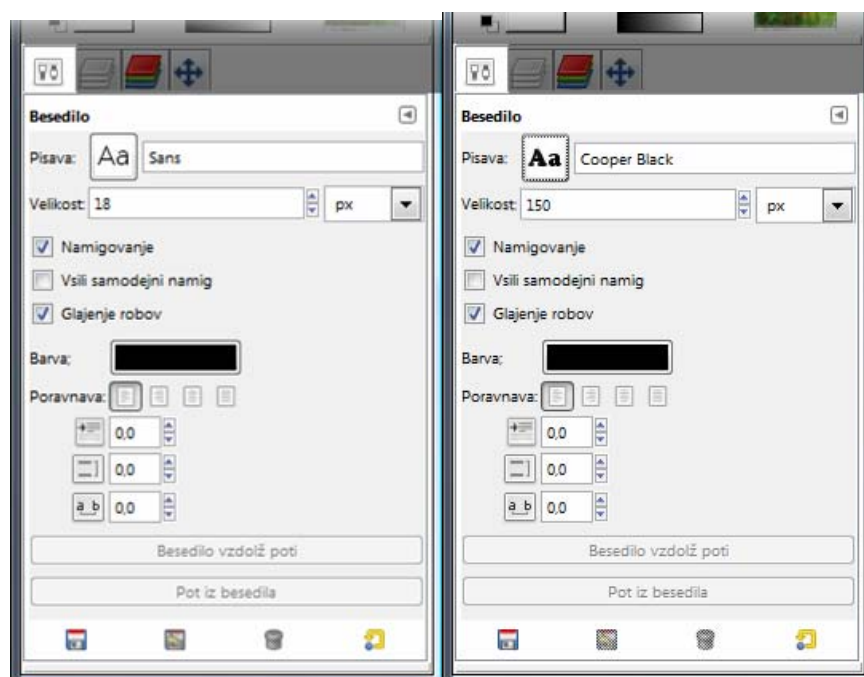 Besedilo
Pisava: Aa Sans
Velikost: 18 px
Namigovanje
Vsili samodejni namig
Glajenje robov
Barva:
Poravnava:
0,0
0,0
a_b 0,0
Besedilo vzdolž poti
Pot iz besedila
Besedilo
Pisava: Aa Cooper Black
Velikost: 150 px
Namigovanje
Vsili samodejni namig
Glajenje robov
Barva:
Poravnava:
0,0
0,0
a_b 0,0
Besedilo vzdolž poti
Pot iz besedila